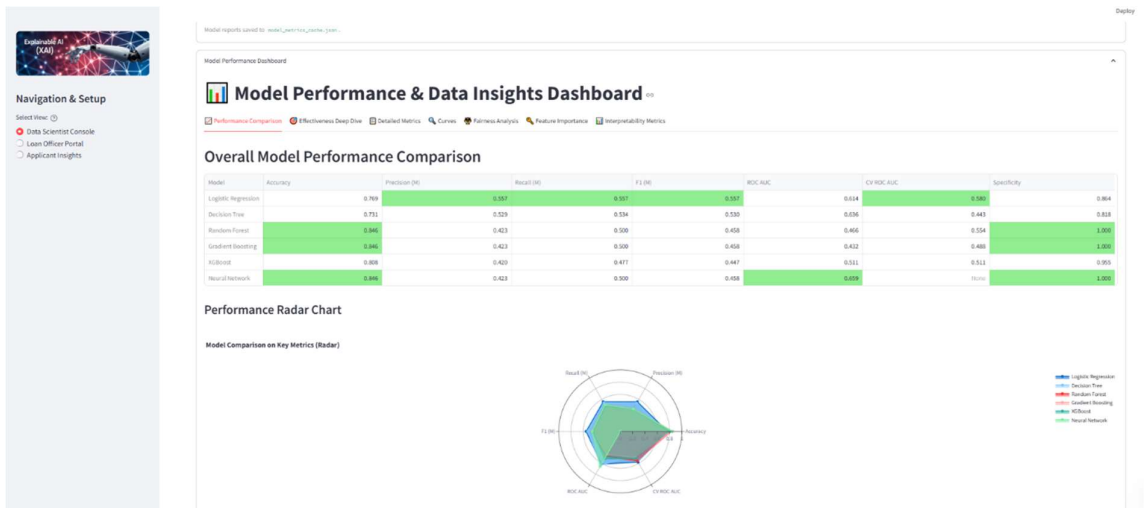 Deploy
Model reports saved to model_metrics_cache.json.
Explainable AI
(XAI)
Model Performance Dashboard
Model Performance & Data Insights Dashboard
Navigation & Setup
Select View:
Data Scientist Console
Loan Officer Portal
Applicant Insights
Performance Comparison Effectiveness Deep Dive Detailed Metrics Curves Fairness Analysis Feature Importance Interpretability Metrics
Overall Model Performance Comparison
Model Accuracy Precision (M) Recall (M) F1 (M) ROC AUC CV ROC AUC Specificity
Logistic Regression 0.769 0.557 0.557 0.557 0.614 0.580 0.864
Decision Tree 0.731 0.529 0.534 0.530 0.443 0.818
Random Forest 0.846 0.423 0.500 0.458 0.466 0.554 1.000
Gradient Boosting 0.846 0.423 0.500 0.458 0.432 1.000
XGBoost 0.808 0.420 0.477 0.447 0.511 0.511 0.955
Neural Network 0.846 0.423 0.500 0.458 0.659 None 1.000
Performance Radar Chart
Model Comparison on Key Metrics (Radar)
Recall (M) Precision (M)
F1 (M) Accuracy
ROC AUC CV ROC AUC
Logistic Regression
Decision Tree
Random Forest
Gradient Boosting
XGBoost
Neural Network